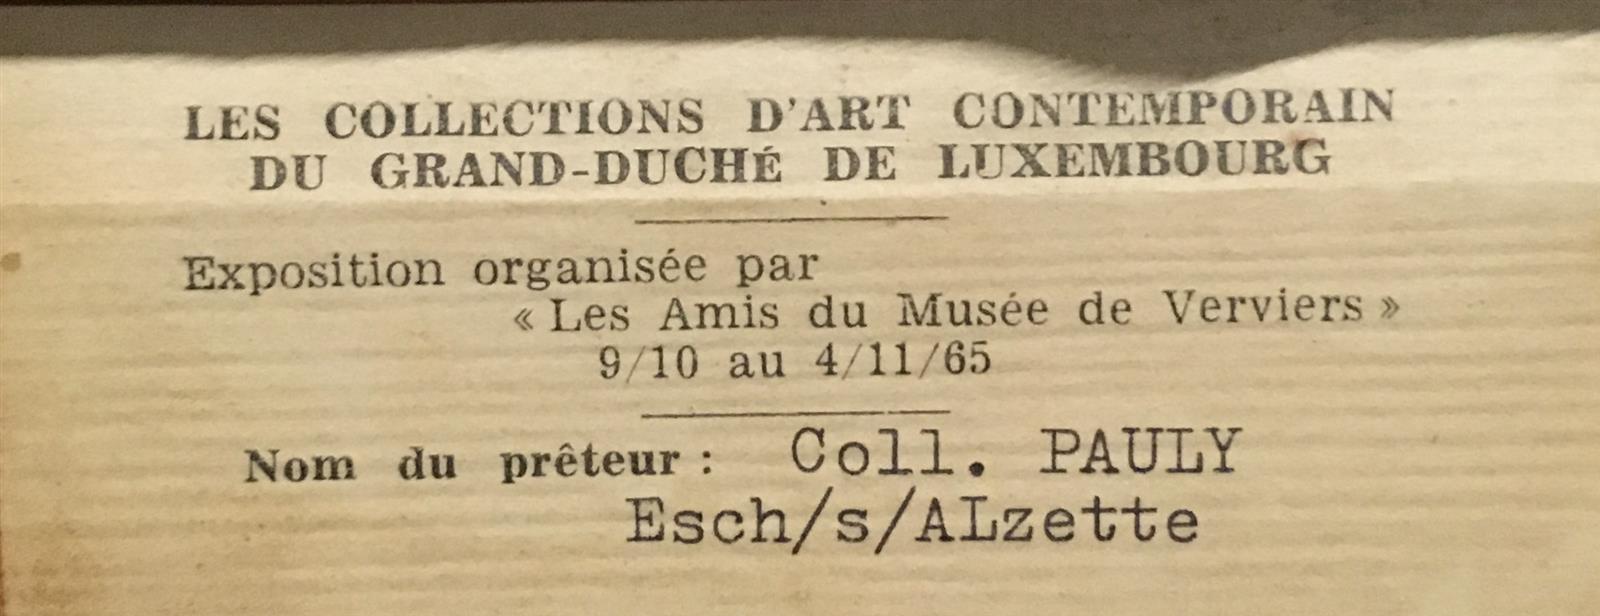 LES COLLECTIONS D'ART CONTEMPORAIN
DU GRAND-DUCHÉ DE LUXEMBOURG
Exposition organisée par
« Les Amis du Musée de Verviers »
9/10 au 4/11/65
Nom du prêteur : Coll. PAULY
Esch/s/ALzette